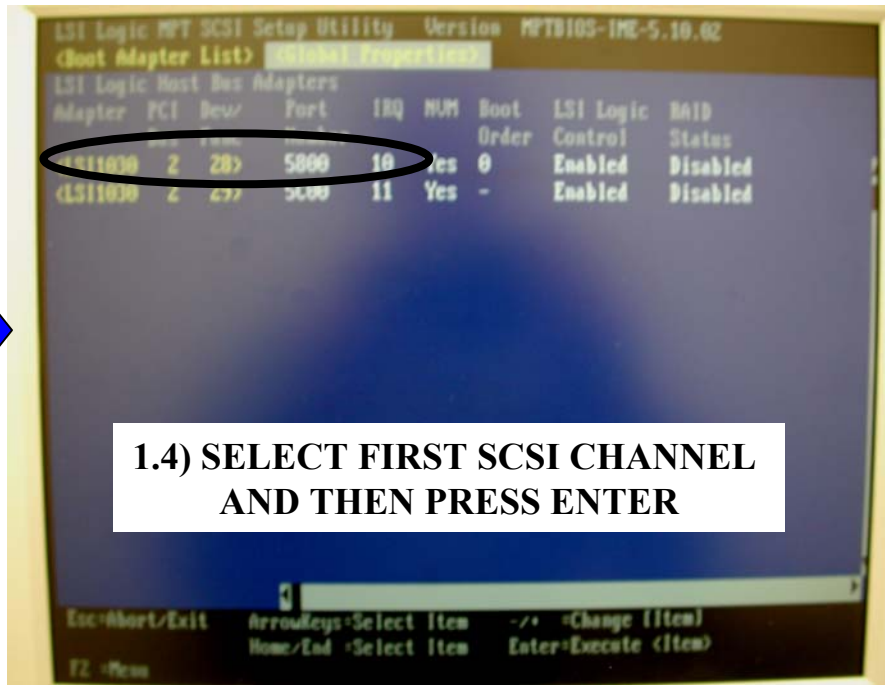 LSI Logic MPT SCSI Setup Utility Version MPTBIOS-IME-5.10.02
<Boot Adapter List> <Global Properties>
LSI Logic Host Bus Adapters
Adapter PCI Dev/ Port IRQ NVM Boot LSI Logic RAID
Order Control Status
<LSI1030 2 28> 5800 10 Yes 0 Enabled Disabled
<LSI1030 2 29> 5C00 11 Yes - Enabled Disabled
1.4) SELECT FIRST SCSI CHANNEL
AND THEN PRESS ENTER
Esc=Abort/Exit ArrowKeys=Select Item -/+ =Change [Item]
Home/End =Select Item Enter=Execute <Item>
F2 =Menu